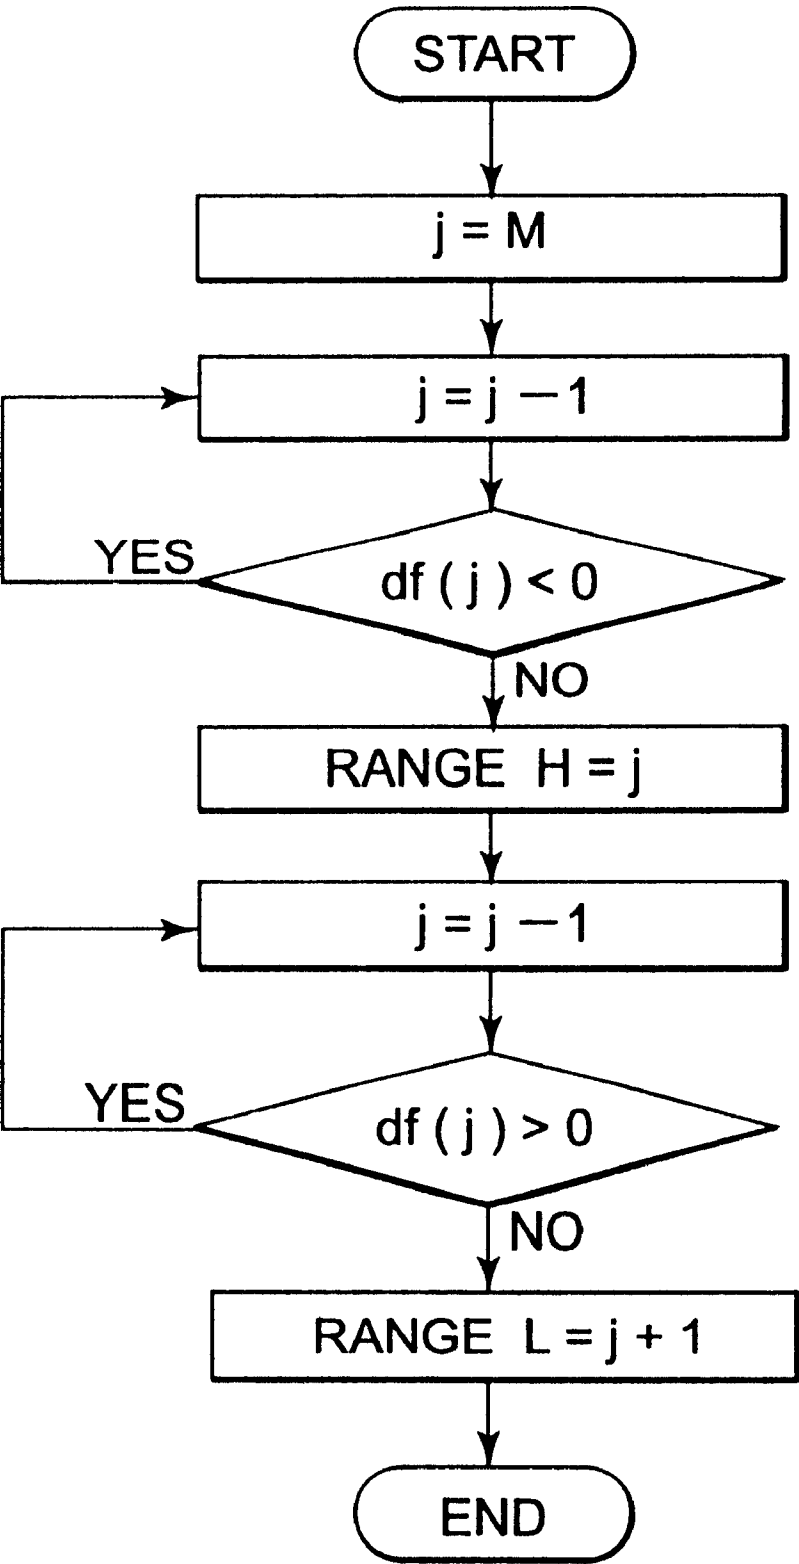 START
j = M
j = j − 1
YES
df ( j ) < 0
NO
RANGE H = j
j = j − 1
YES
df ( j ) > 0
NO
RANGE L = j + 1
END